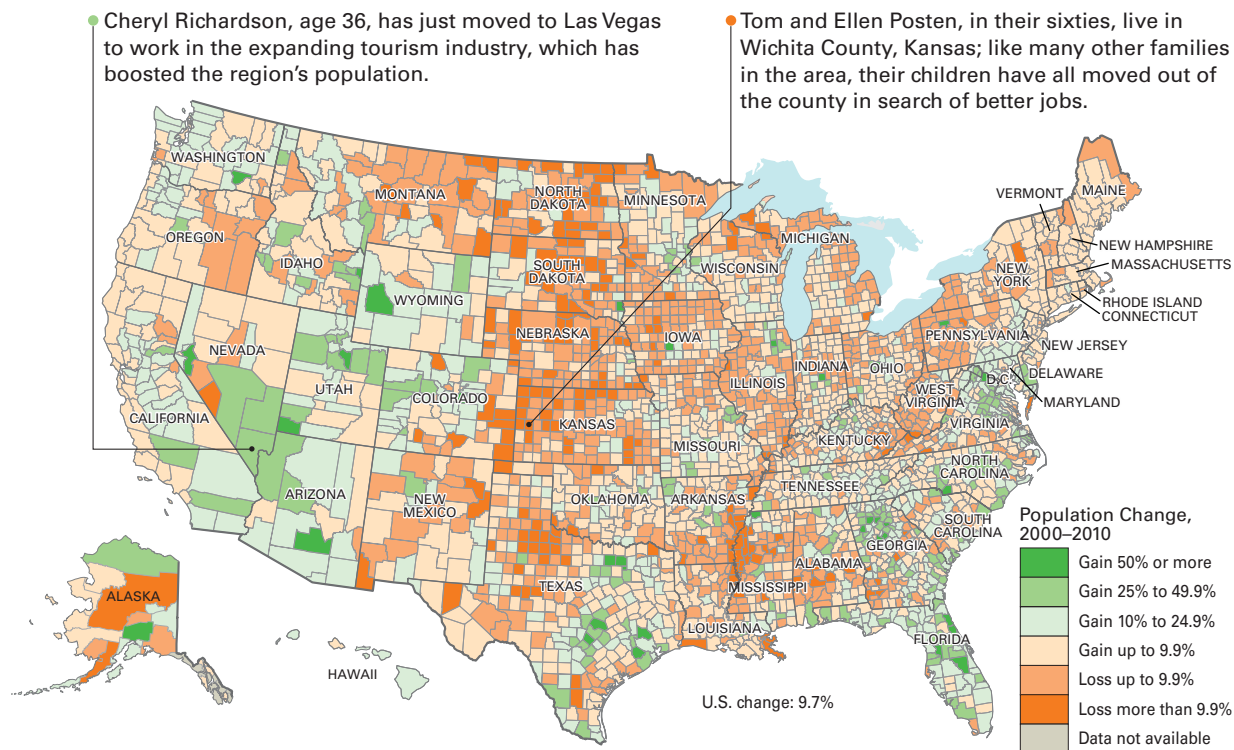 Cheryl Richardson, age 36, has just moved to Las Vegas
to work in the expanding tourism industry, which has
boosted the region's population.
Tom and Ellen Posten, in their sixties, live in
Wichita County, Kansas; like many other families
in the area, their children have all moved out of
the county in search of better jobs.
WASHINGTON
MONTANA
NORTH
DAKOTA
MINNESOTA
VERMONT
MAINE
OREGON
IDAHO
SOUTH
DAKOTA
WISCONSIN
MICHIGAN
NEW
YORK
NEW HAMPSHIRE
MASSACHUSETTS
RHODE ISLAND
CONNECTICUT
WYOMING
NEBRASKA
IOWA
PENNSYLVANIA
NEW JERSEY
NEVADA
UTAH
COLORADO
KANSAS
ILLINOIS
INDIANA
OHIO
WEST
VIRGINIA
D.C.
DELAWARE
MARYLAND
CALIFORNIA
MISSOURI
KENTUCKY
VIRGINIA
ARIZONA
NEW
MEXICO
OKLAHOMA
ARKANSAS
TENNESSEE
NORTH
CAROLINA
SOUTH
CAROLINA
TEXAS
MISSISSIPPI
ALABAMA
GEORGIA
LOUISIANA
FLORIDA
ALASKA
HAWAII
U.S. change: 9.7%
Population Change,
2000–2010
Gain 50% or more
Gain 25% to 49.9%
Gain 10% to 24.9%
Gain up to 9.9%
Loss up to 9.9%
Loss more than 9.9%
Data not available